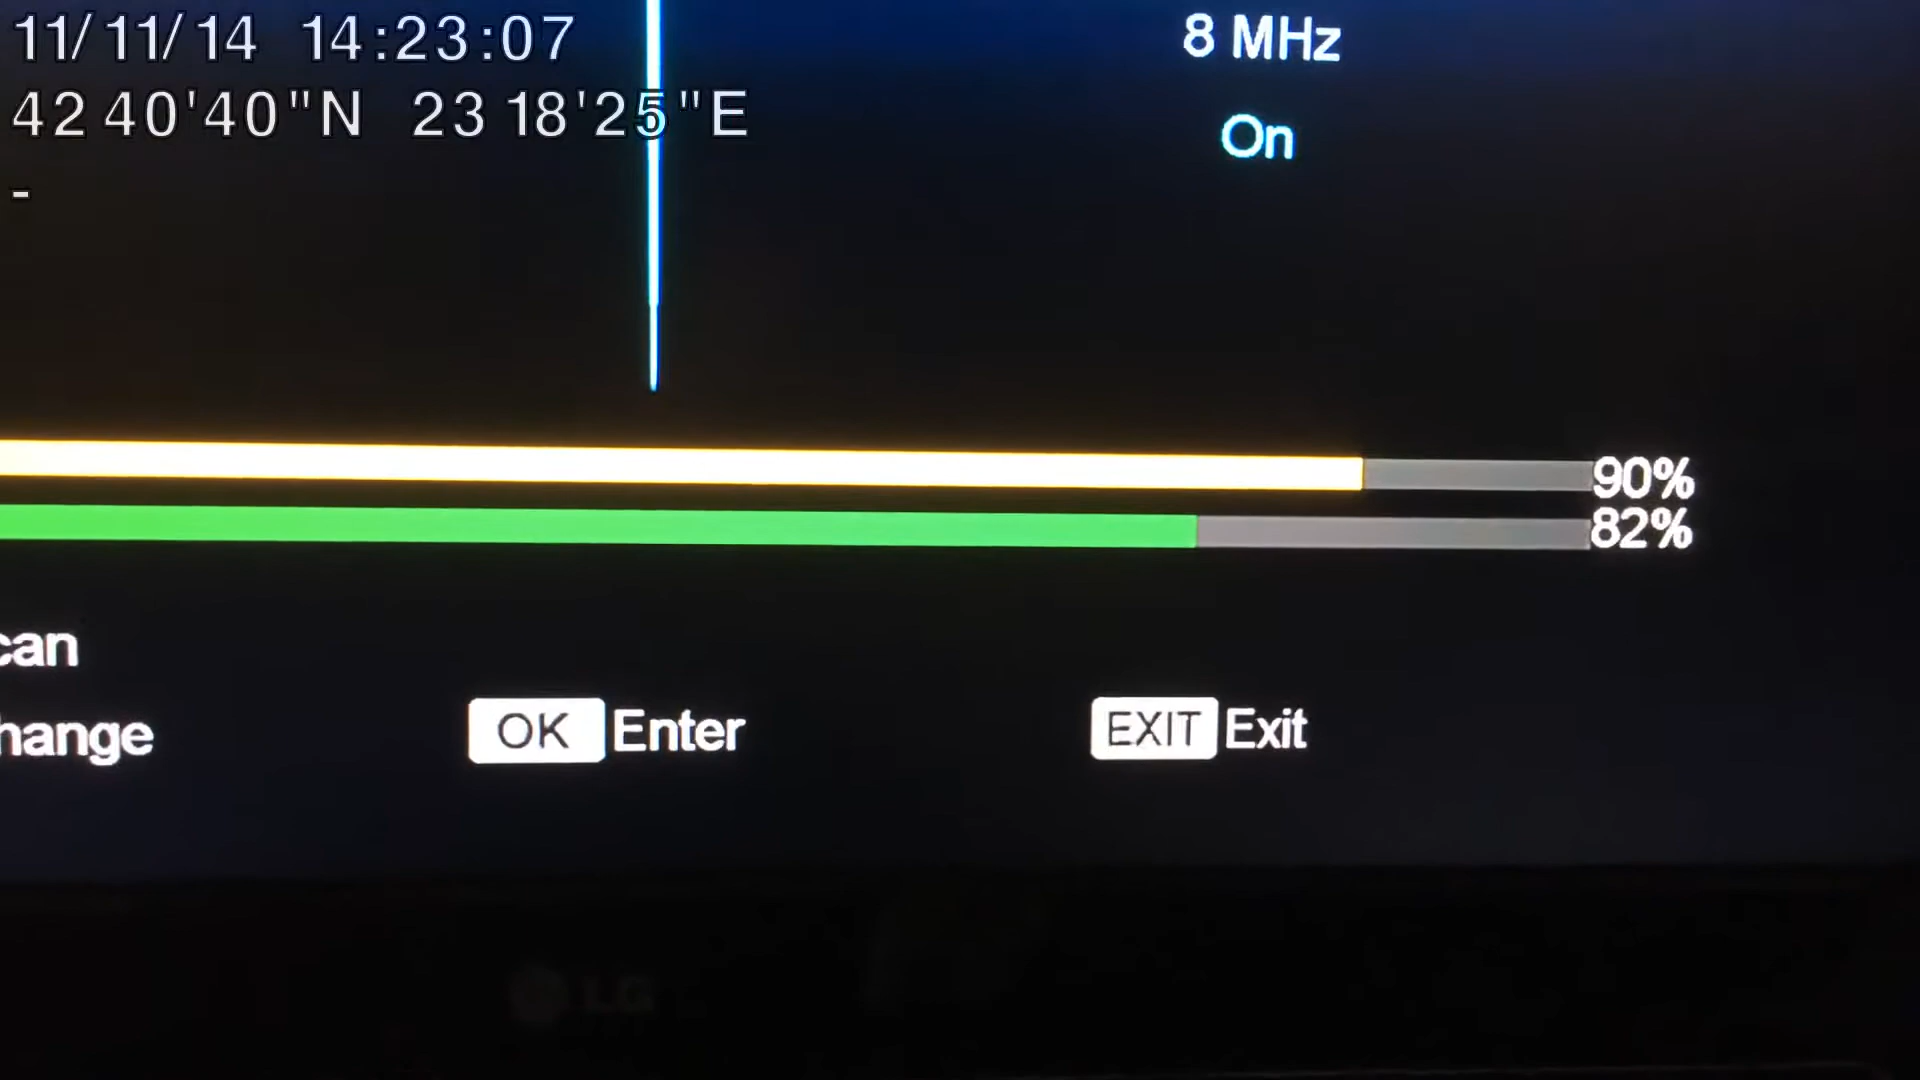 11/11/14 14:23:07
8 MHz
42 40'40"N 23 18'25"E
On
-
90%
82%
can
hange
OK Enter
EXIT Exit
LG